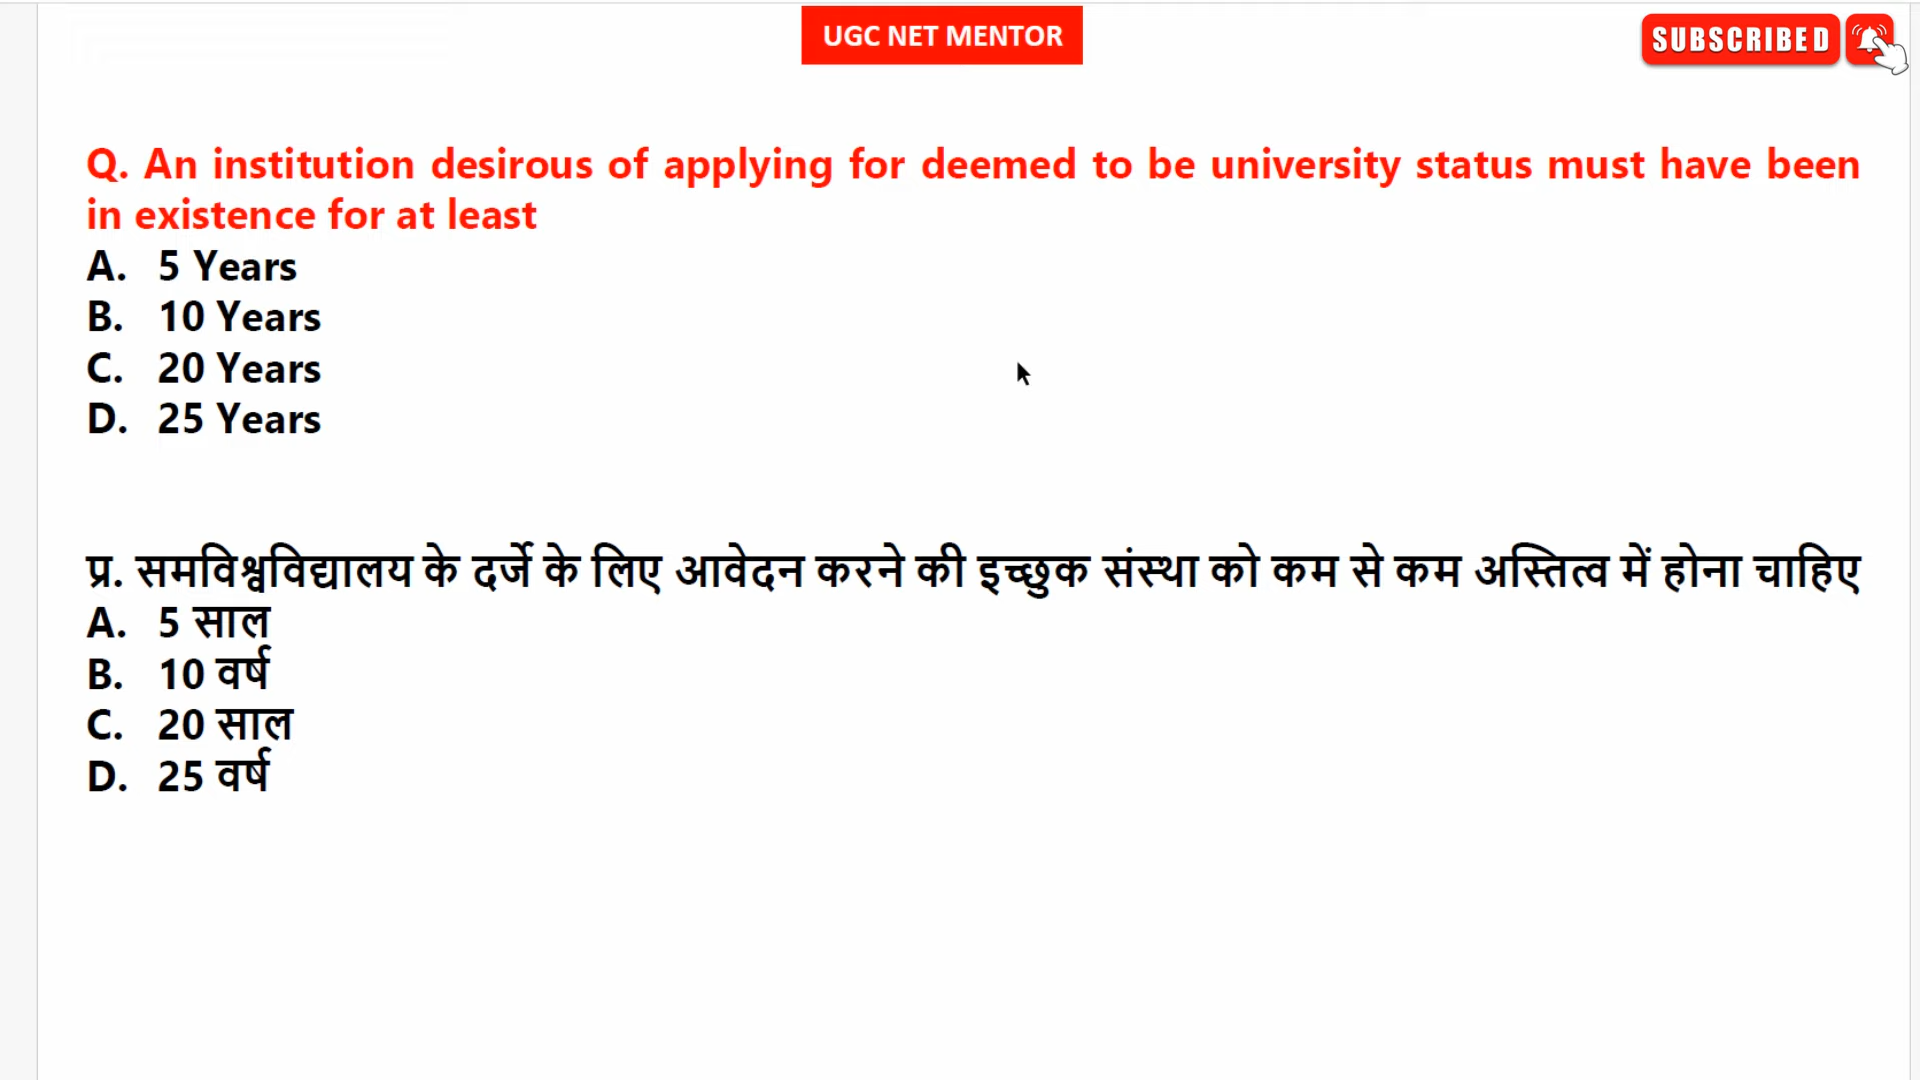 UGC NET MENTOR
SUBSCRIBED
Q. An institution desirous of applying for deemed to be university status must have been
in existence for at least
A. 5 Years
B. 10 Years
C. 20 Years
D. 25 Years
प्र. समविश्वविद्यालय के दर्जे के लिए आवेदन करने की इच्छुक संस्था को कम से कम अस्तित्व में होना चाहिए
A. 5 साल
B. 10 वर्ष
C. 20 साल
D. 25 वर्ष